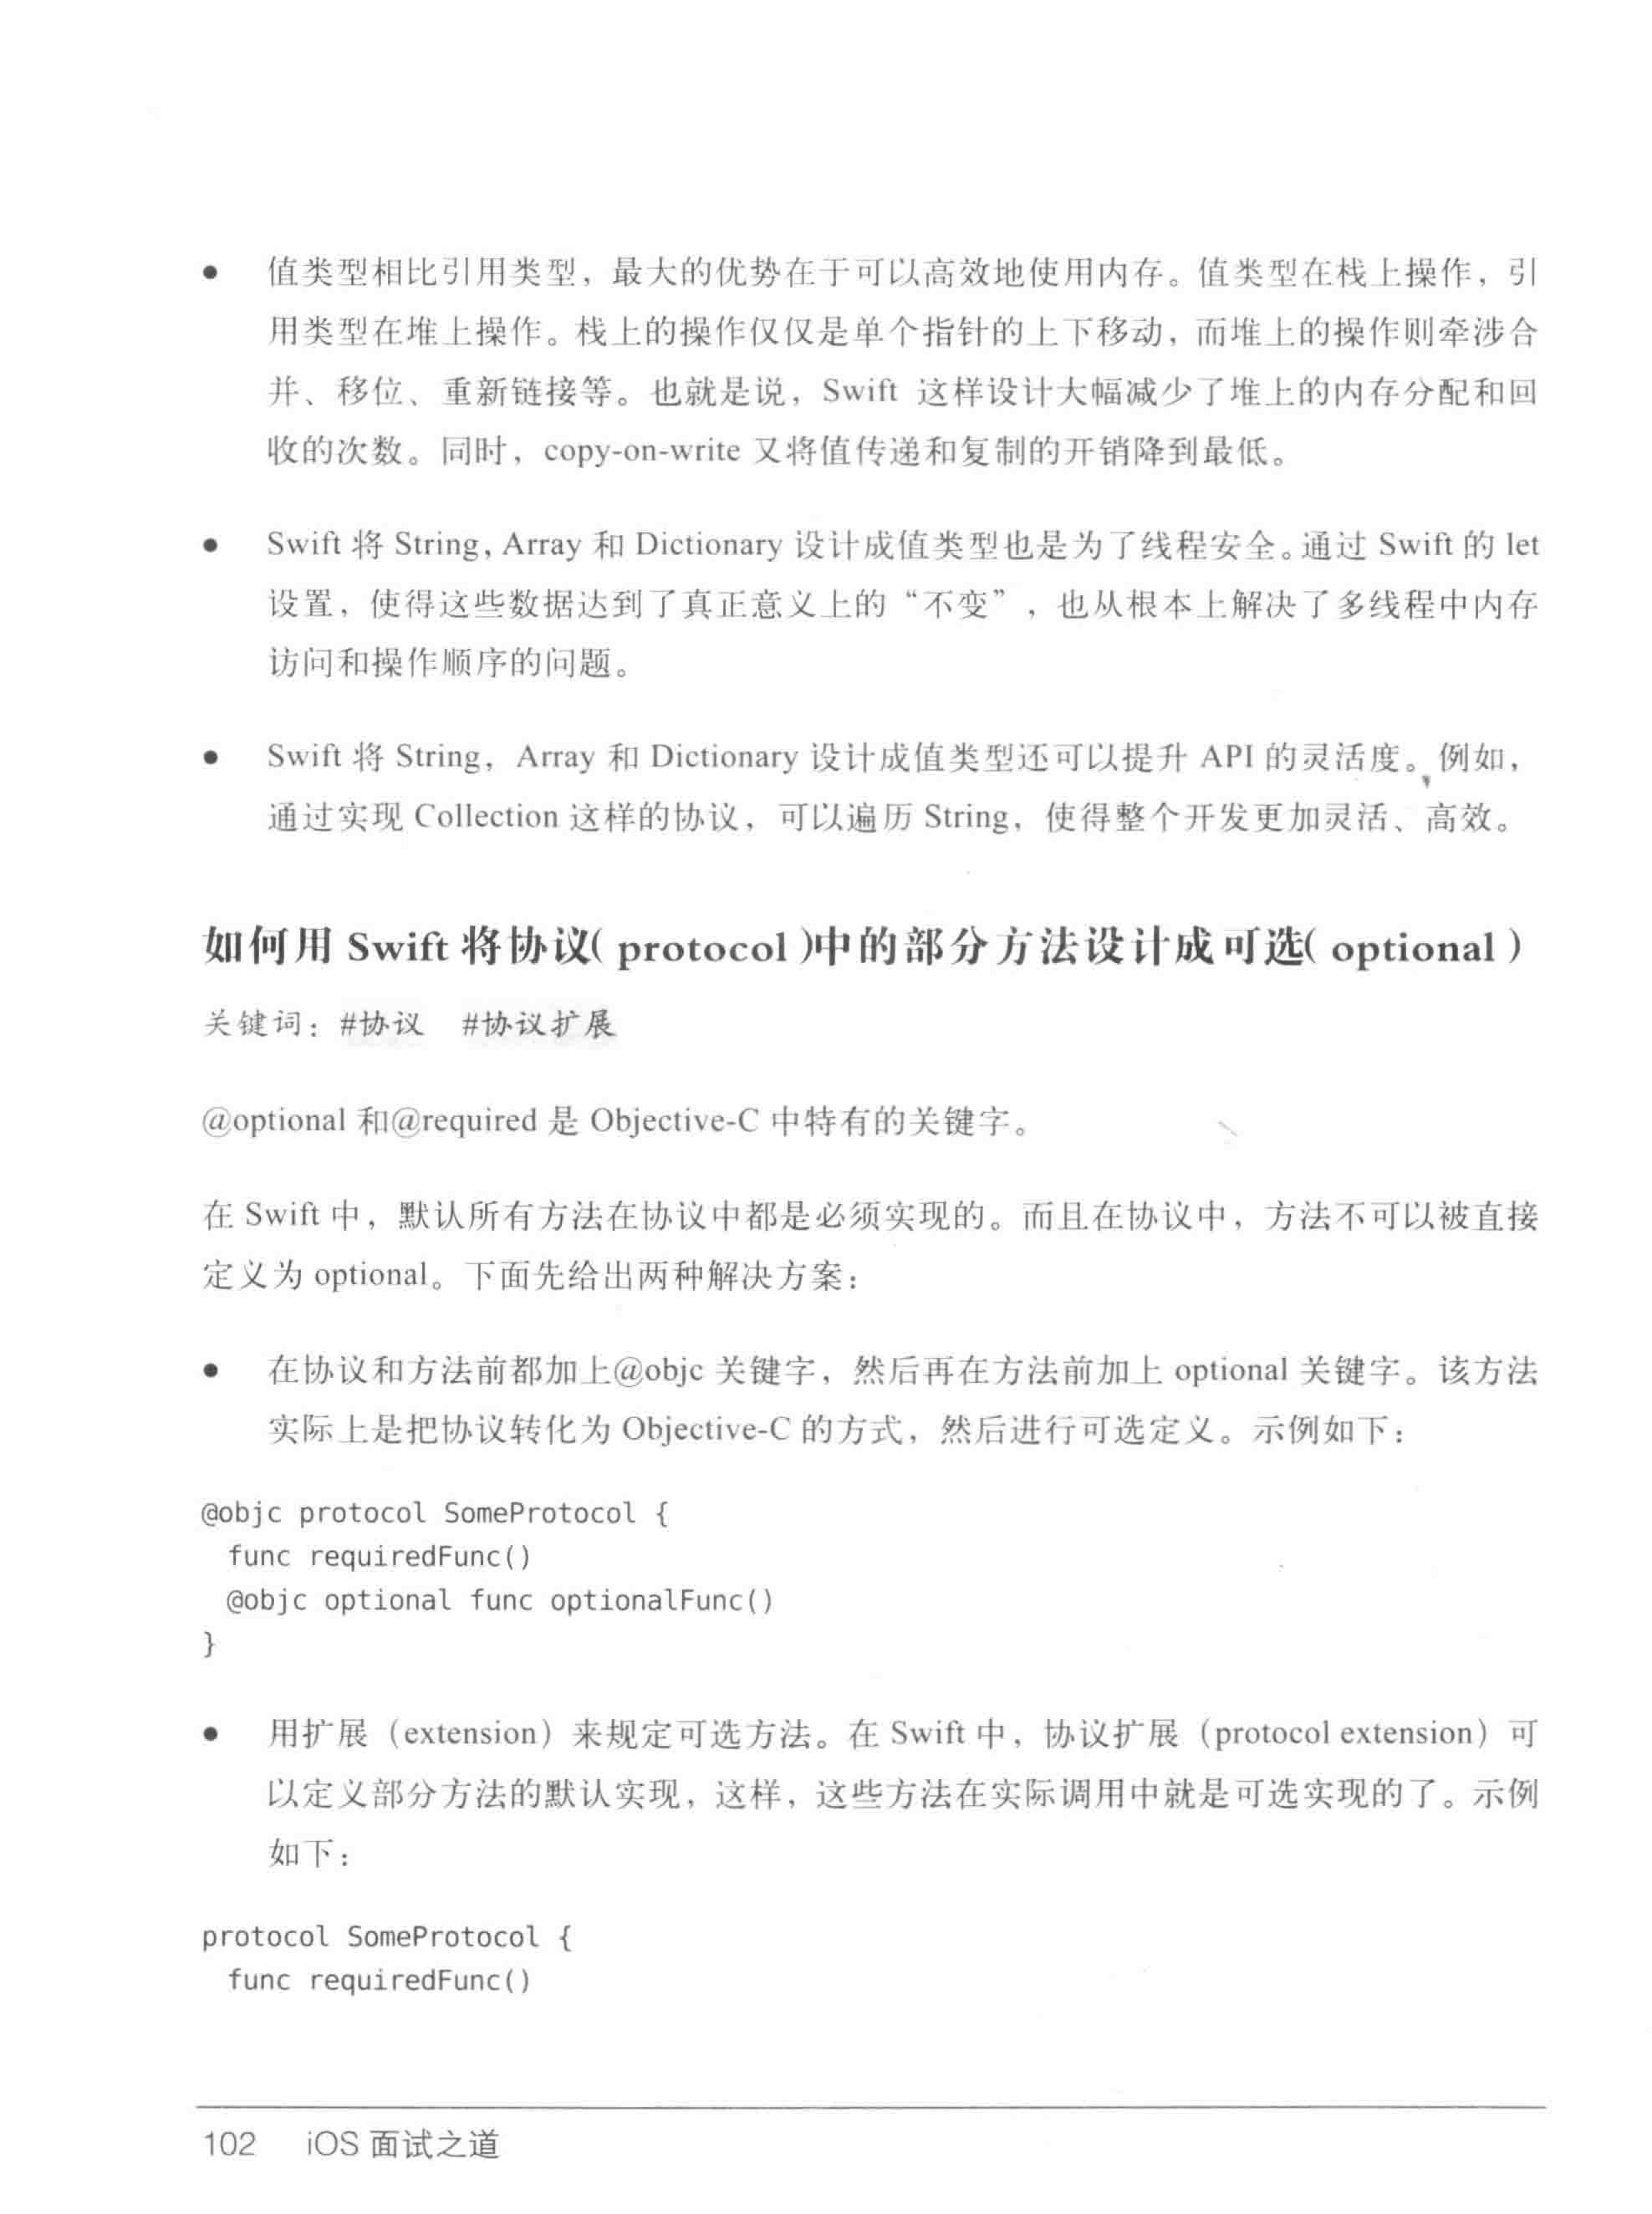 ● 值类型相比引用类型，最大的优势在于可以高效地使用内存。值类型在栈上操作，引
用类型在堆上操作。栈上的操作仅仅是单个指针的上下移动，而堆上的操作则牵涉合
并、移位、重新链接等。也就是说，Swift 这样设计大幅减少了堆上的内存分配和回
收的次数。同时，copy-on-write 又将值传递和复制的开销降到最低。
● Swift 将 String, Array 和 Dictionary 设计成值类型也是为了线程安全。通过 Swift 的 let
设置，使得这些数据达到了真正意义上的“不变”，也从根本上解决了多线程中内存
访问和操作顺序的问题。
● Swift 将 String，Array 和 Dictionary 设计成值类型还可以提升 API 的灵活度。例如，
通过实现 Collection 这样的协议，可以遍历 String，使得整个开发更加灵活、高效。
如何用 Swift 将协议( protocol )中的部分方法设计成可选( optional )
关键词：#协议 #协议扩展
@optional 和@required 是 Objective-C 中特有的关键字。
在 Swift 中，默认所有方法在协议中都是必须实现的。而且在协议中，方法不可以被直接
定义为 optional。下面先给出两种解决方案：
● 在协议和方法前都加上@objc 关键字，然后再在方法前加上 optional 关键字。该方法
实际上是把协议转化为 Objective-C 的方式，然后进行可选定义。示例如下：
@objc protocol SomeProtocol {
  func requiredFunc()
  @objc optional func optionalFunc()
}
● 用扩展（extension）来规定可选方法。在 Swift 中，协议扩展（protocol extension）可
以定义部分方法的默认实现，这样，这些方法在实际调用中就是可选实现的了。示例
如下：
protocol SomeProtocol {
  func requiredFunc()
102 iOS 面试之道